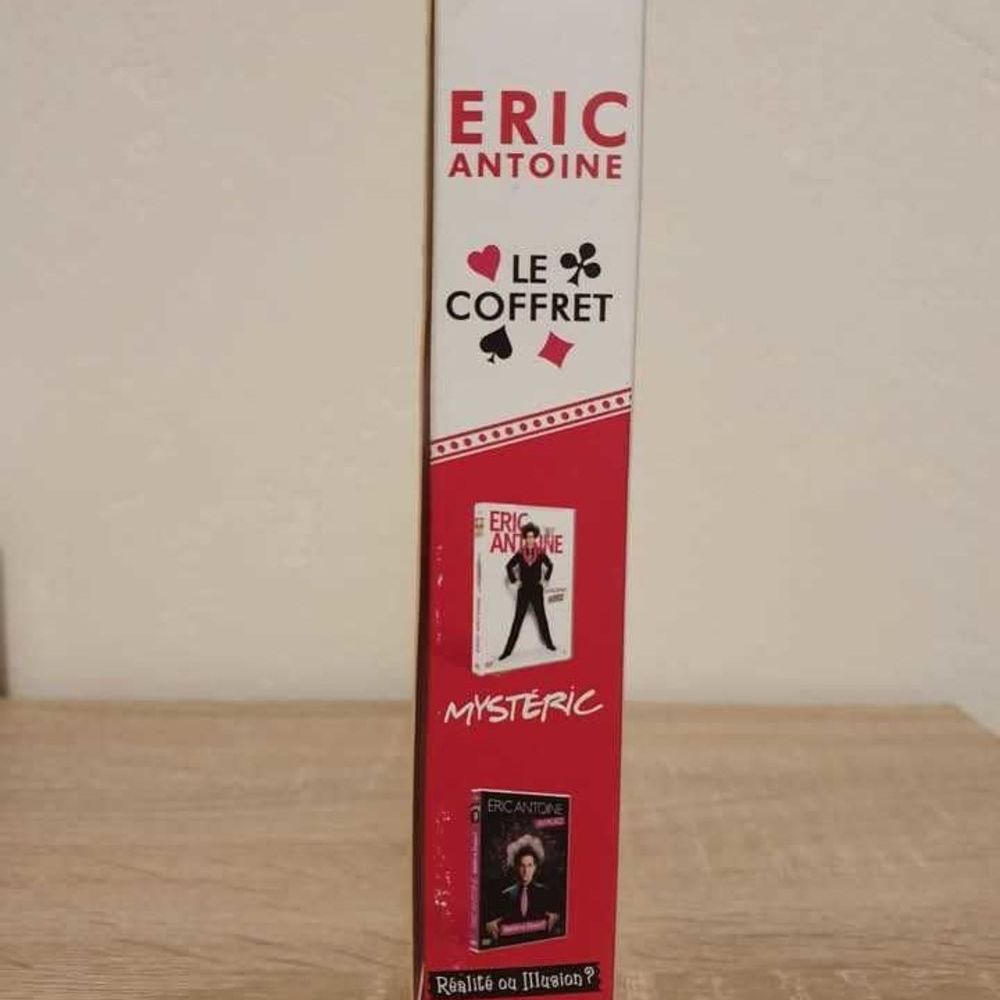 ERIC
ANTOINE
LE
COFFRET
ERIC
ANTOINE
MYSTÉRIC
ERIC ANTOINE
Réalité ou Illusion?